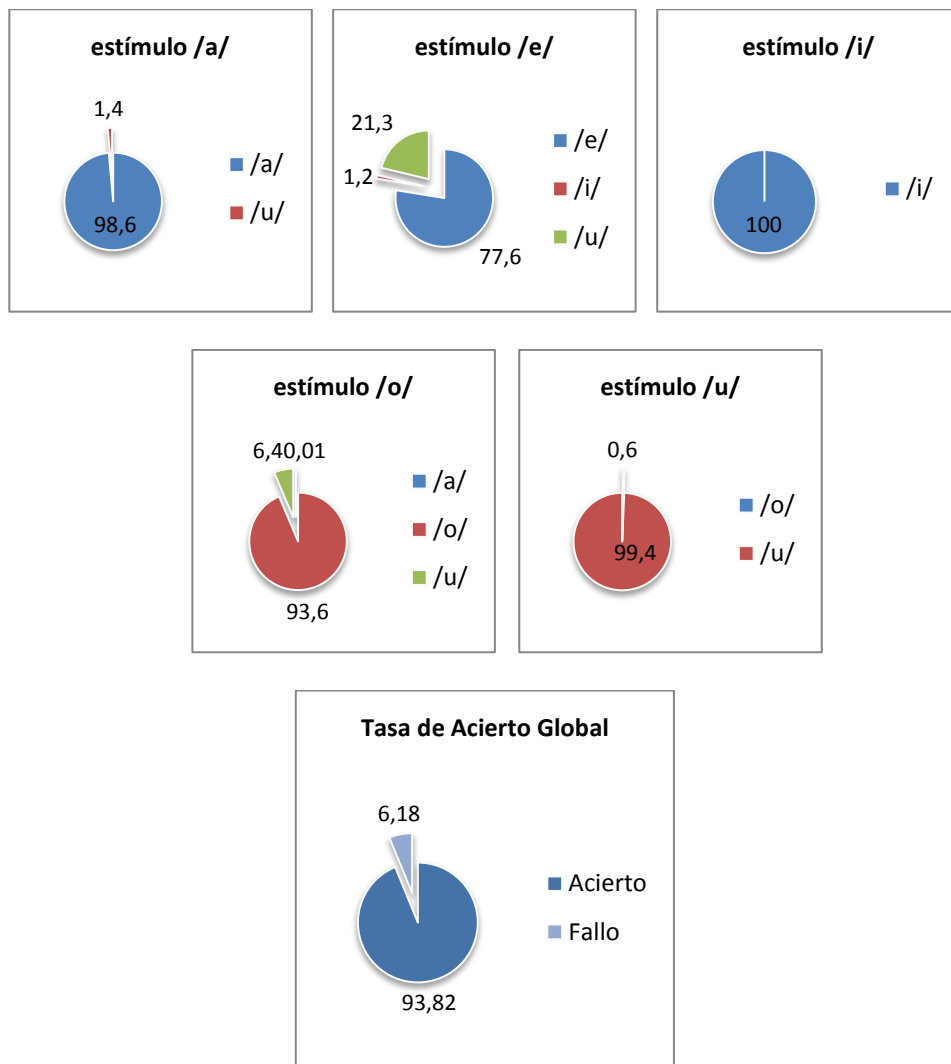 estímulo /a/
1,4
98,6
/a/
/u/
estímulo /e/
21,3
1,2
77,6
/e/
/i/
/u/
estímulo /i/
100
/i/
estímulo /o/
6,40,01
93,6
/a/
/o/
/u/
estímulo /u/
0,6
99,4
/o/
/u/
Tasa de Acierto Global
6,18
93,82
Acierto
Fallo